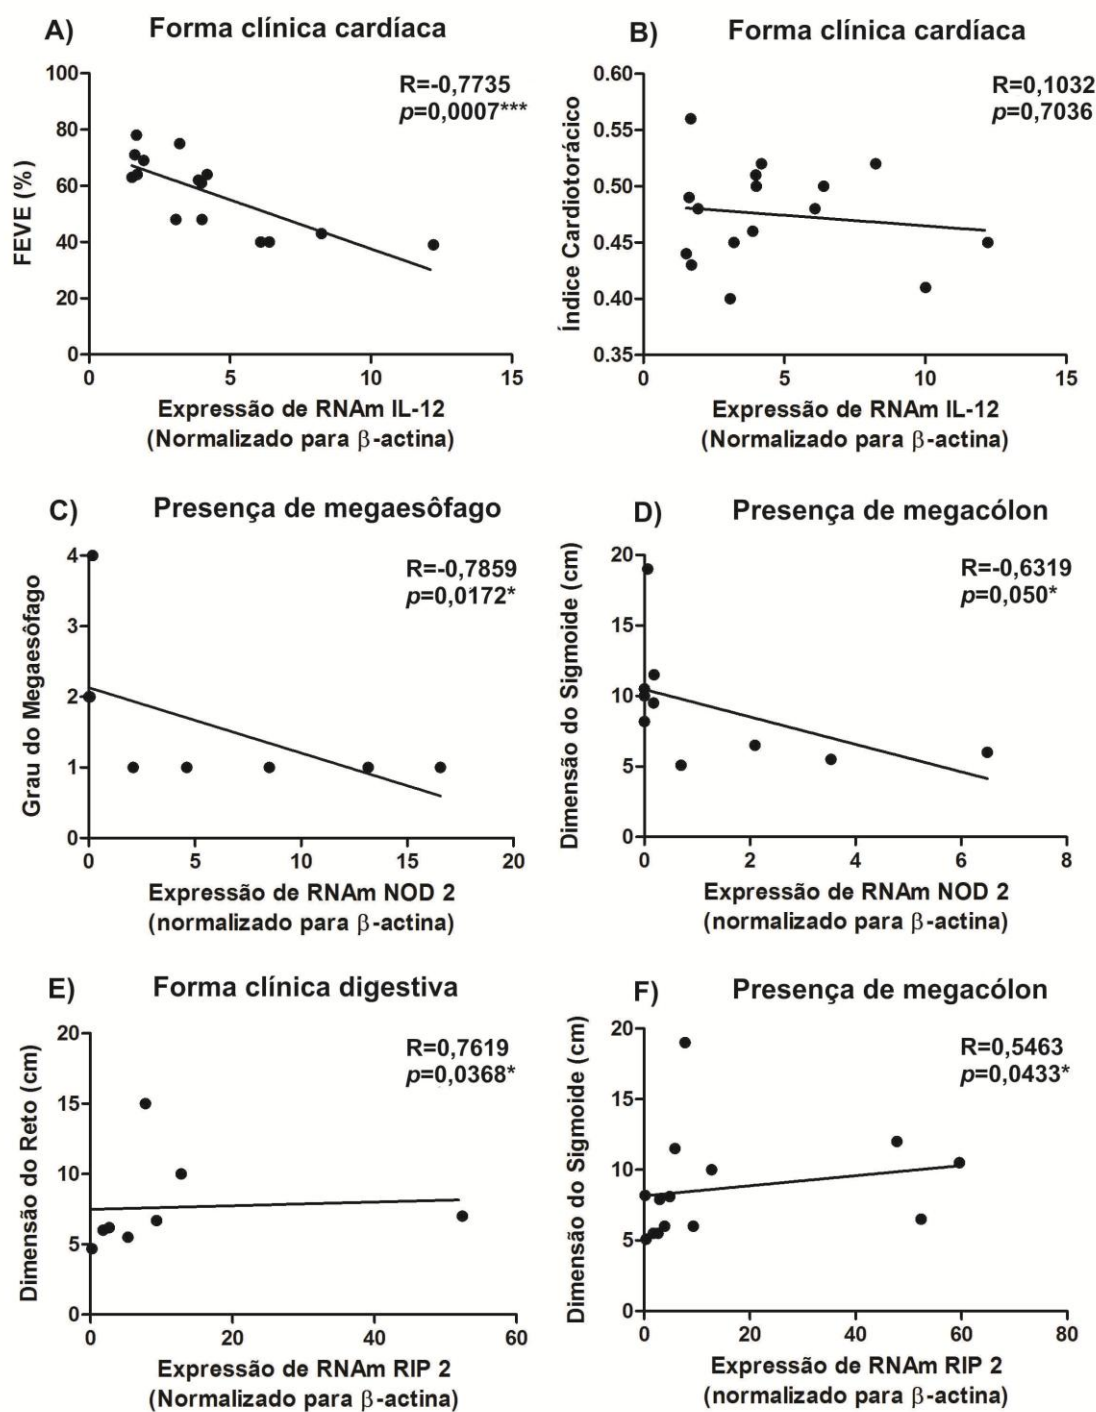 A) Forma clínica cardíaca
R=-0,7735
p=0,0007***
FEVE (%)
100
80
60
40
20
0
0 5 10 15
Expressão de RNAm IL-12
(Normalizado para β-actina)
B) Forma clínica cardíaca
R=0,1032
p=0,7036
Índice Cardiotorácico
0.60
0.55
0.50
0.45
0.40
0.35
0 5 10 15
Expressão de RNAm IL-12
(Normalizado para β-actina)
C) Presença de megaesôfago
R=-0,7859
p=0,0172*
Grau do Megaesôfago
4
3
2
1
0
0 5 10 15 20
Expressão de RNAm NOD 2
(normalizado para β-actina)
D) Presença de megacólon
R=-0,6319
p=0,050*
Dimensão do Sigmoide (cm)
20
15
10
5
0
0 2 4 6 8
Expressão de RNAm NOD 2
(normalizado para β-actina)
E) Forma clínica digestiva
R=0,7619
p=0,0368*
Dimensão do Reto (cm)
20
15
10
5
0
0 20 40 60
Expressão de RNAm RIP 2
(Normalizado para β-actina)
F) Presença de megacólon
R=0,5463
p=0,0433*
Dimensão do Sigmoide (cm)
20
15
10
5
0
0 20 40 60 80
Expressão de RNAm RIP 2
(normalizado para β-actina)